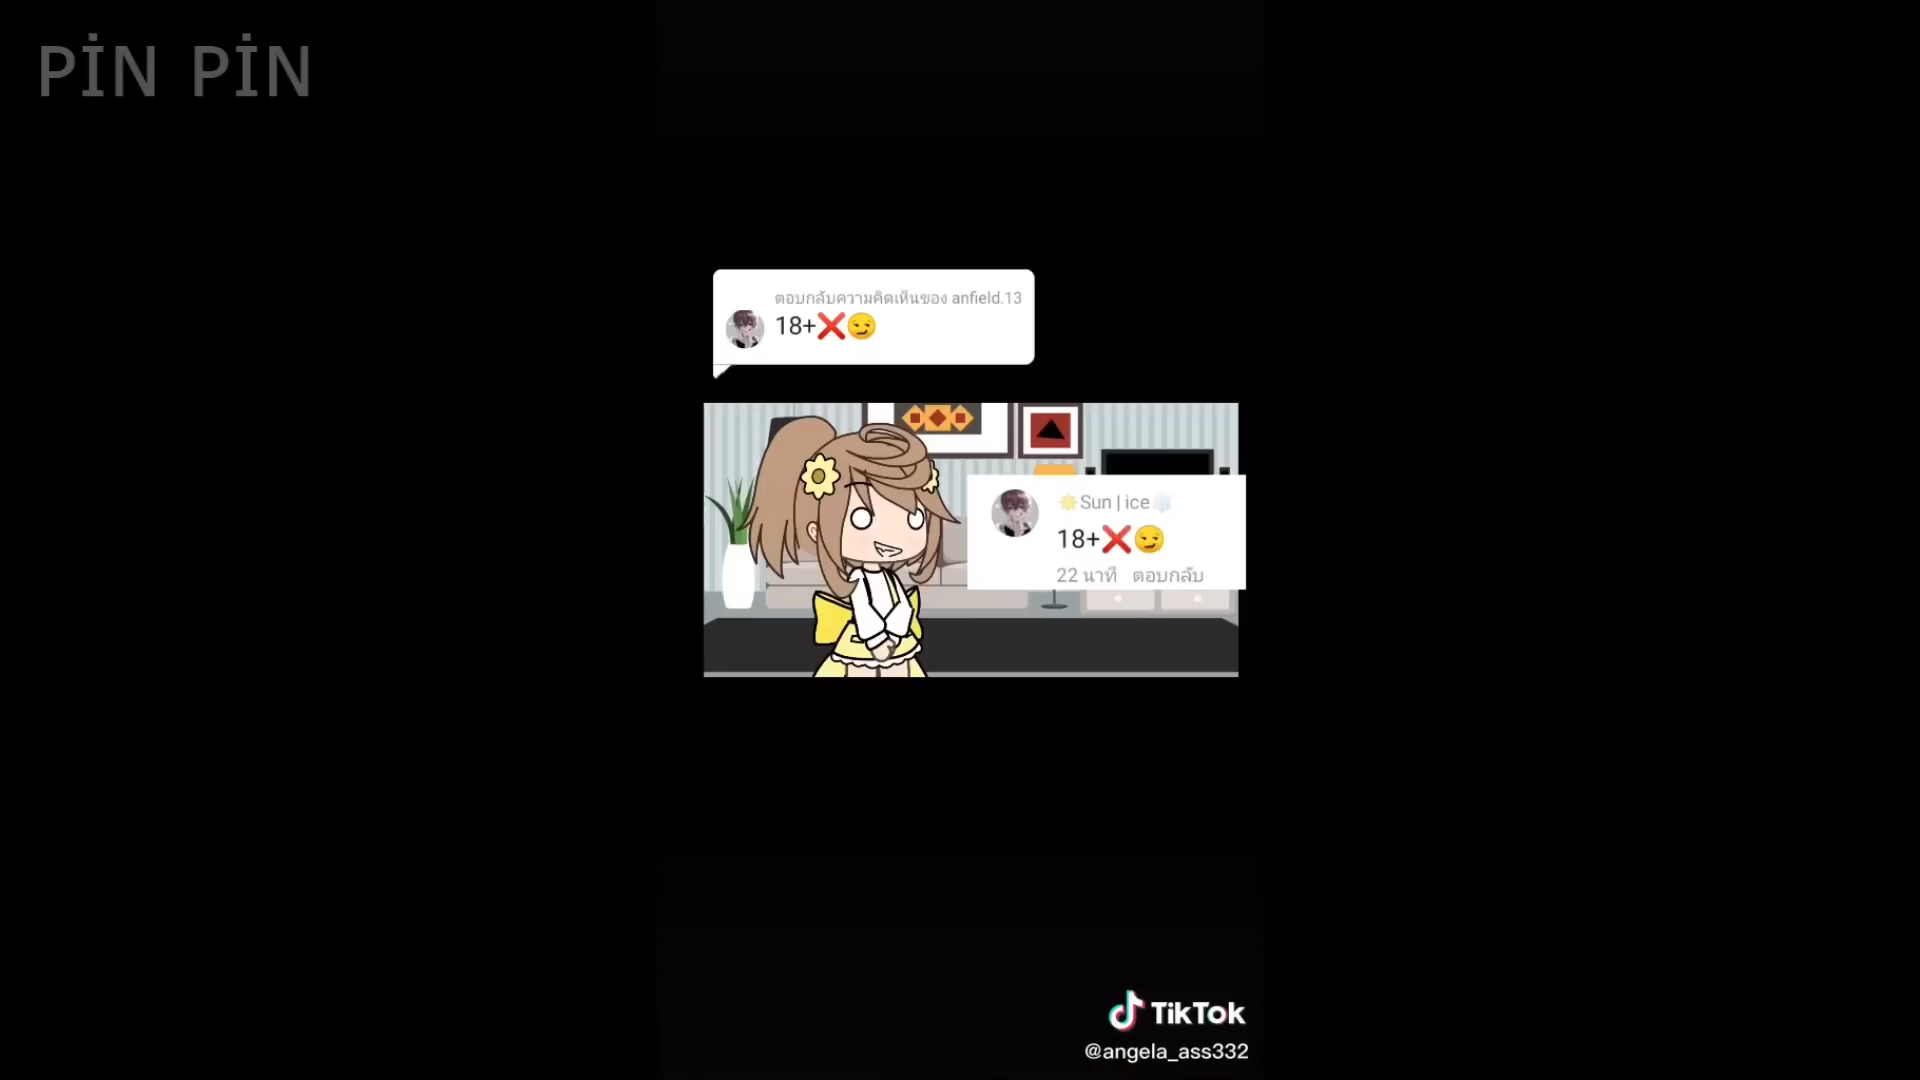 PİN PİN
ตอบกลับความคิดเห็นของ anfield.13
18+❌😏
☀️Sun | ice❄️
18+❌😏
22 นาที ตอบกลับ
TikTok
@angela_ass332